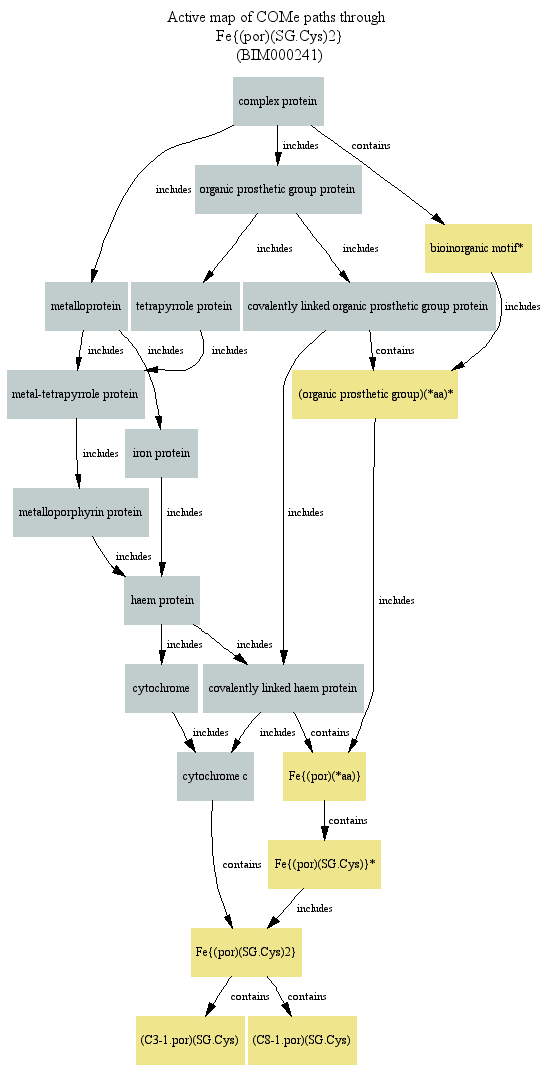 Active map of COMe paths through
Fe{(por)(SG.Cys)2}
(BIM000241)
complex protein
includes
contains
includes
organic prosthetic group protein
bioinorganic motif*
includes
includes
metalloprotein
tetrapyrrole protein
covalently linked organic prosthetic group protein
includes
includes
includes
includes
contains
metal-tetrapyrrole protein
(organic prosthetic group)(*aa)*
includes
iron protein
metalloporphyrin protein
includes
includes
includes
includes
haem protein
includes
includes
cytochrome
covalently linked haem protein
includes
includes
contains
cytochrome c
Fe{(por)(*aa)}
contains
contains
Fe{(por)(SG.Cys)}*
includes
Fe{(por)(SG.Cys)2}
contains
contains
(C3-1.por)(SG.Cys)
(C8-1.por)(SG.Cys)